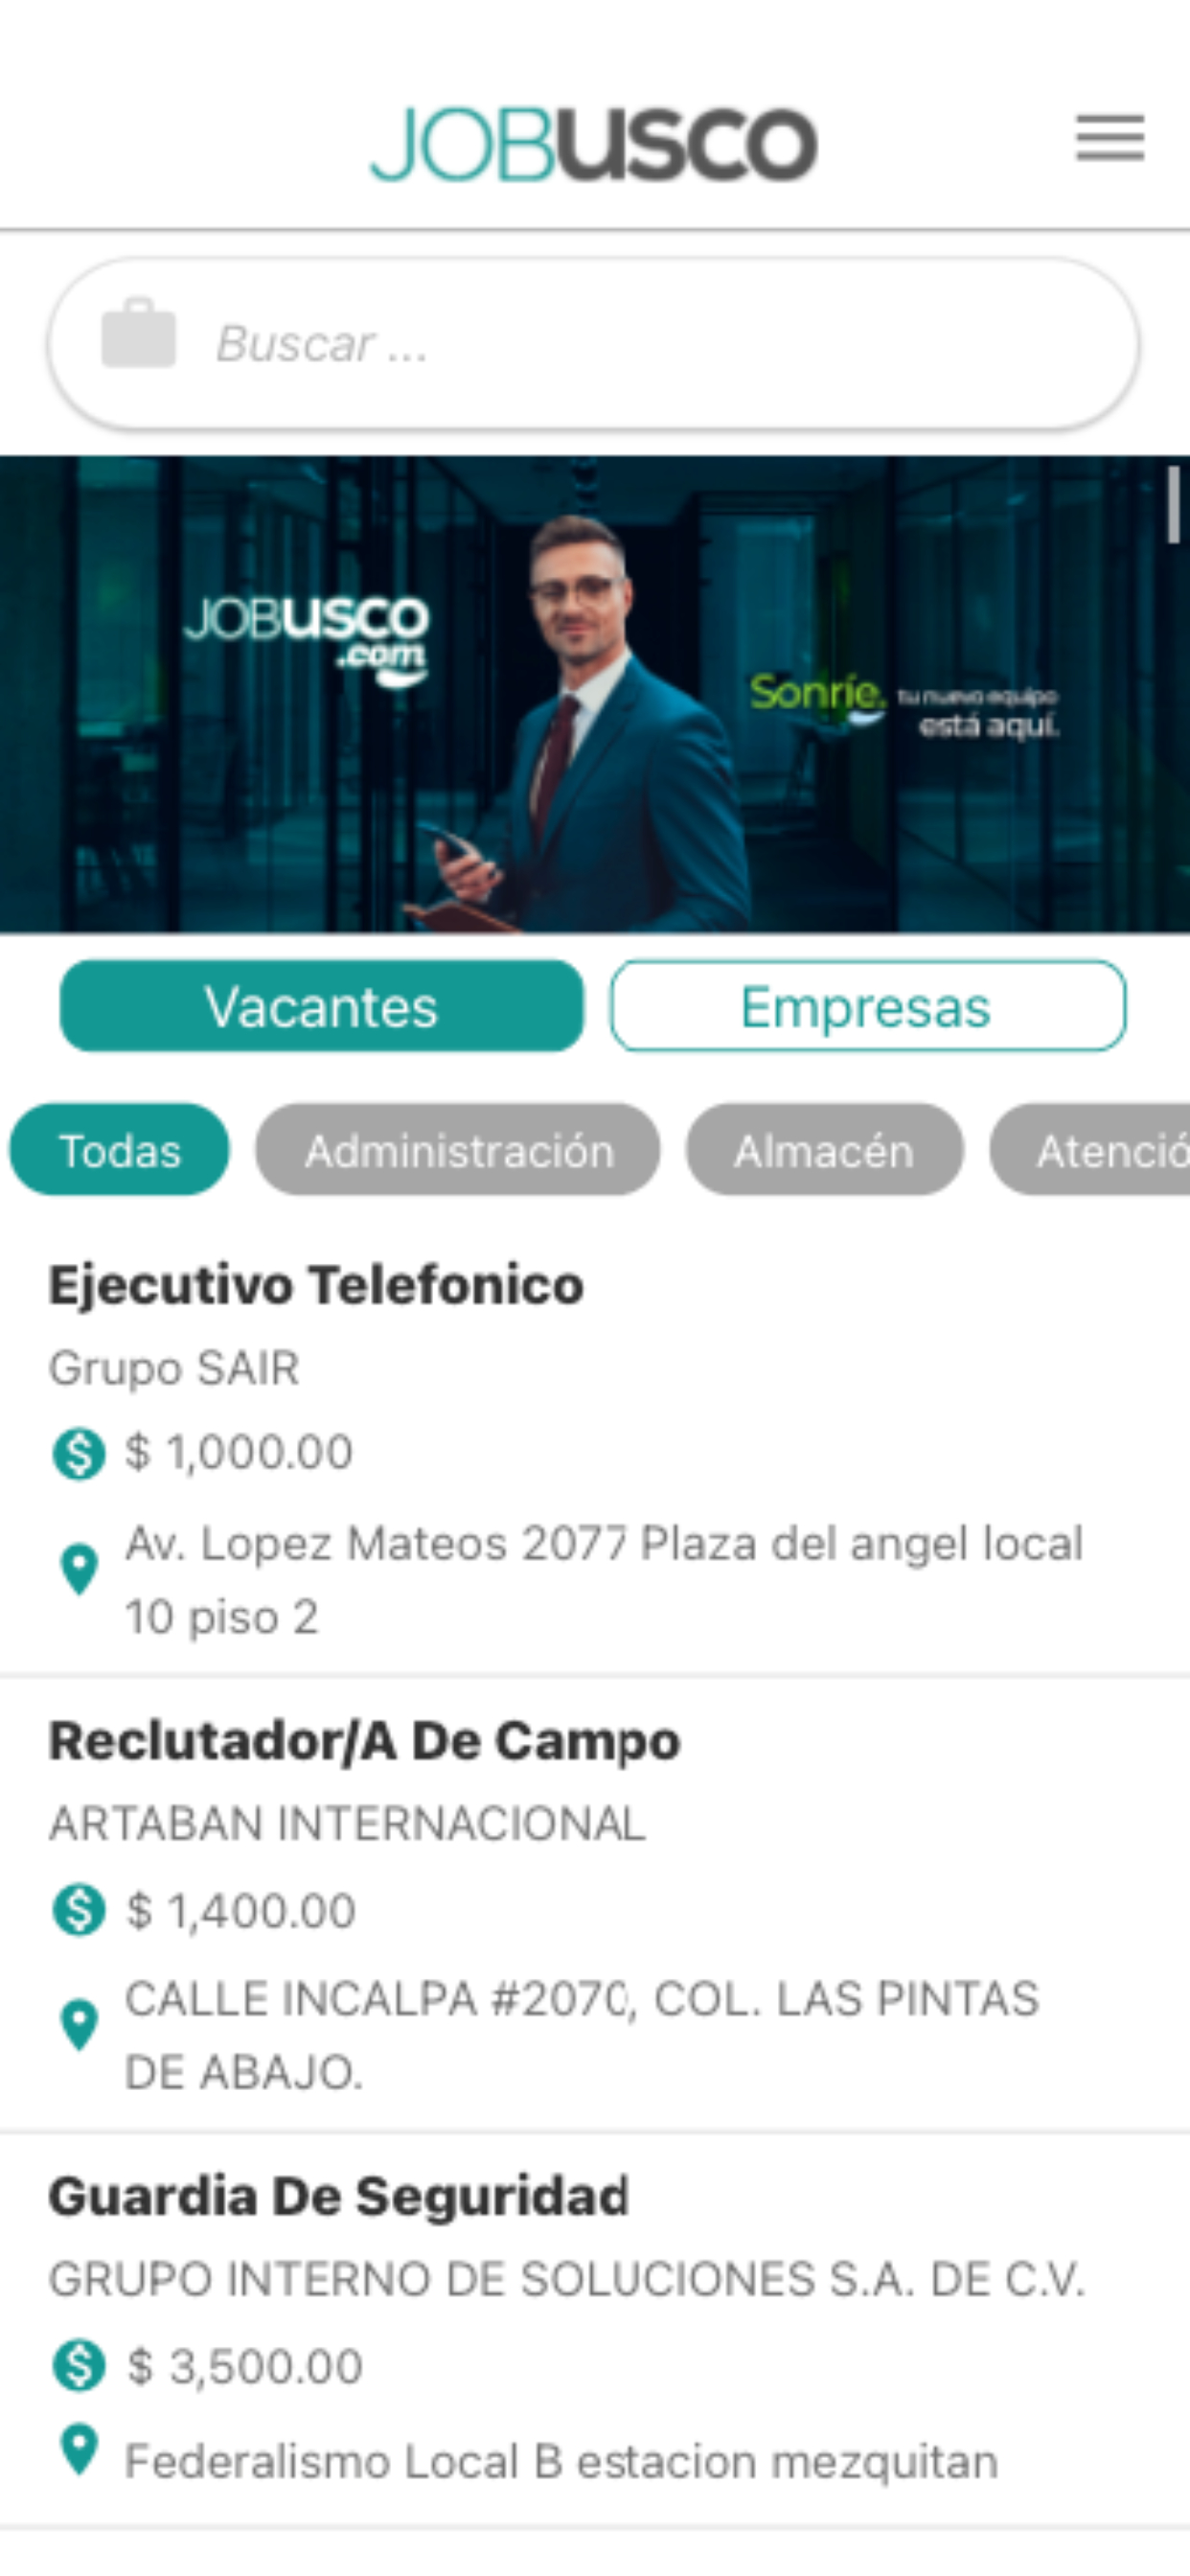 JOBUSCO
Buscar ...
JOBUSCO
.com
Sonríe. tu nuevo equipo
está aquí.
Vacantes Empresas
Todas Administración Almacén Atenció
Ejecutivo Telefonico
Grupo SAIR
$ 1,000.00
Av. Lopez Mateos 2077 Plaza del angel local
10 piso 2
Reclutador/A De Campo
ARTABAN INTERNACIONAL
$ 1,400.00
CALLE INCALPA #2070, COL. LAS PINTAS
DE ABAJO.
Guardia De Seguridad
GRUPO INTERNO DE SOLUCIONES S.A. DE C.V.
$ 3,500.00
Federalismo Local B estacion mezquitan